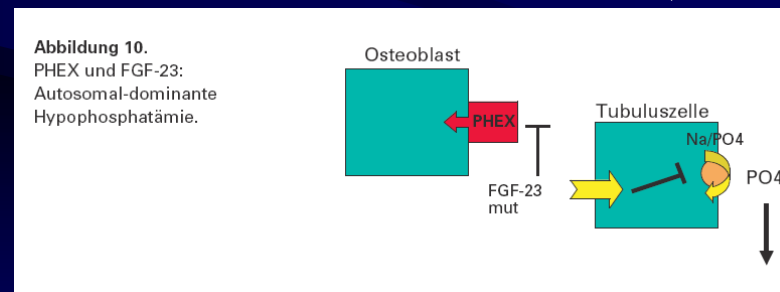 Abbildung 10.
PHEX und FGF-23:
Autosomal-dominante
Hypophosphatämie.
Osteoblast
PHEX
FGF-23
mut
Tubuluszelle
Na/PO4
PO4